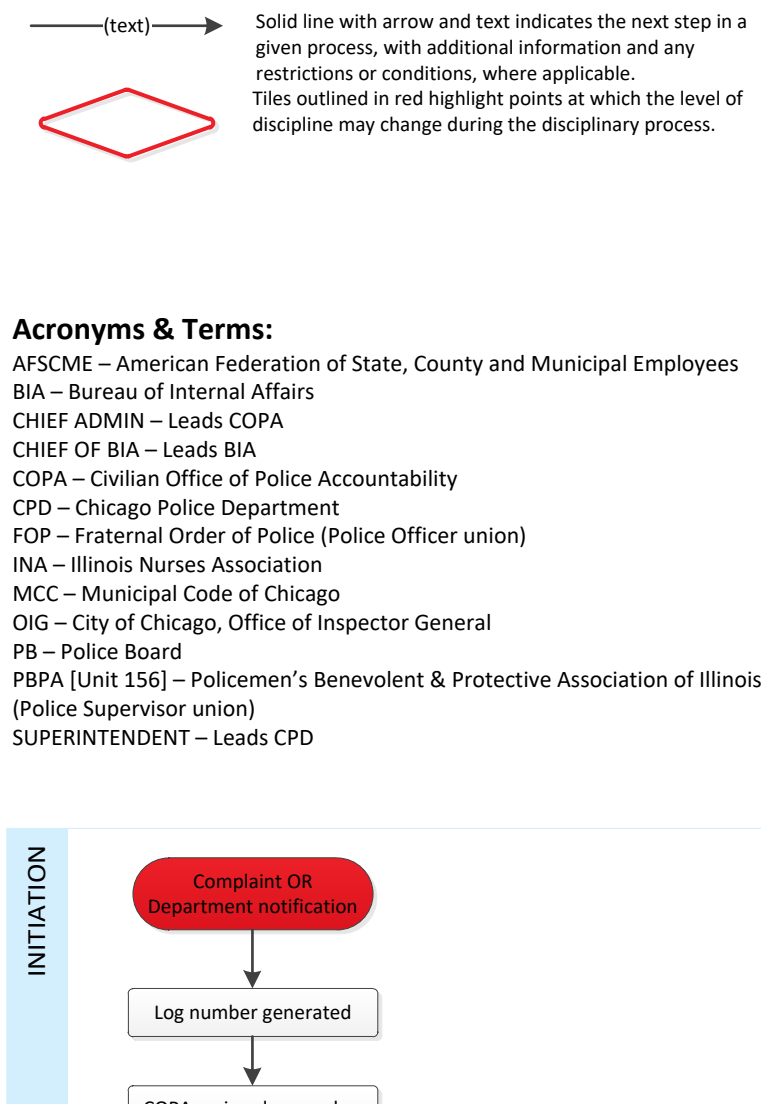 (text)
Solid line with arrow and text indicates the next step in a
given process, with additional information and any
restrictions or conditions, where applicable.
Tiles outlined in red highlight points at which the level of
discipline may change during the disciplinary process.
Acronyms & Terms:
AFSCME – American Federation of State, County and Municipal Employees
BIA – Bureau of Internal Affairs
CHIEF ADMIN – Leads COPA
CHIEF OF BIA – Leads BIA
COPA – Civilian Office of Police Accountability
CPD – Chicago Police Department
FOP – Fraternal Order of Police (Police Officer union)
INA – Illinois Nurses Association
MCC – Municipal Code of Chicago
OIG – City of Chicago, Office of Inspector General
PB – Police Board
PBPA [Unit 156] – Policemen’s Benevolent & Protective Association of Illinois
(Police Supervisor union)
SUPERINTENDENT – Leads CPD
INITIATION
Complaint OR
Department notification
Log number generated
COPA